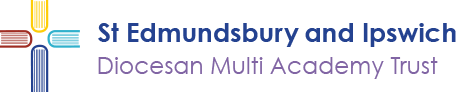 St Edmundsbury and Ipswich
Diocesan Multi Academy Trust